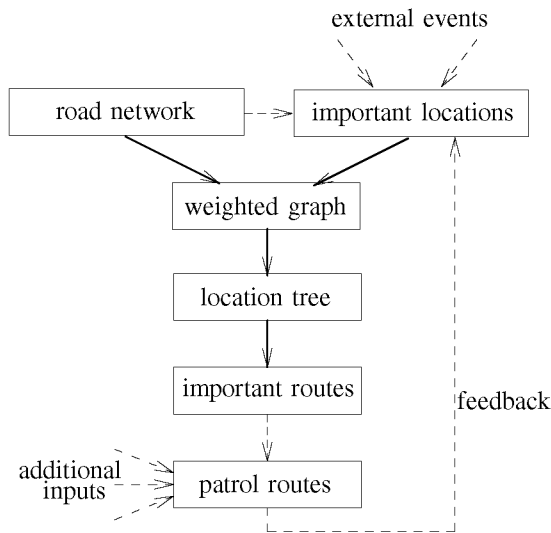 external events
road network
important locations
weighted graph
location tree
important routes
feedback
additional
inputs
patrol routes